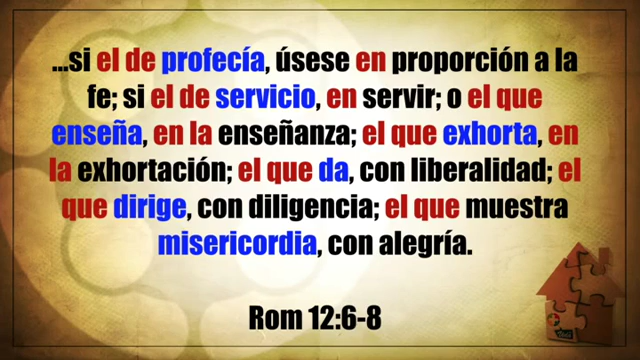 ...si el de profecía, úsese en proporción a la
fe; si el de servicio, en servir; o el que
enseña, en la enseñanza; el que exhorta, en
la exhortación; el que da, con liberalidad; el
que dirige, con diligencia; el que muestra
misericordia, con alegría.
Rom 12:6-8